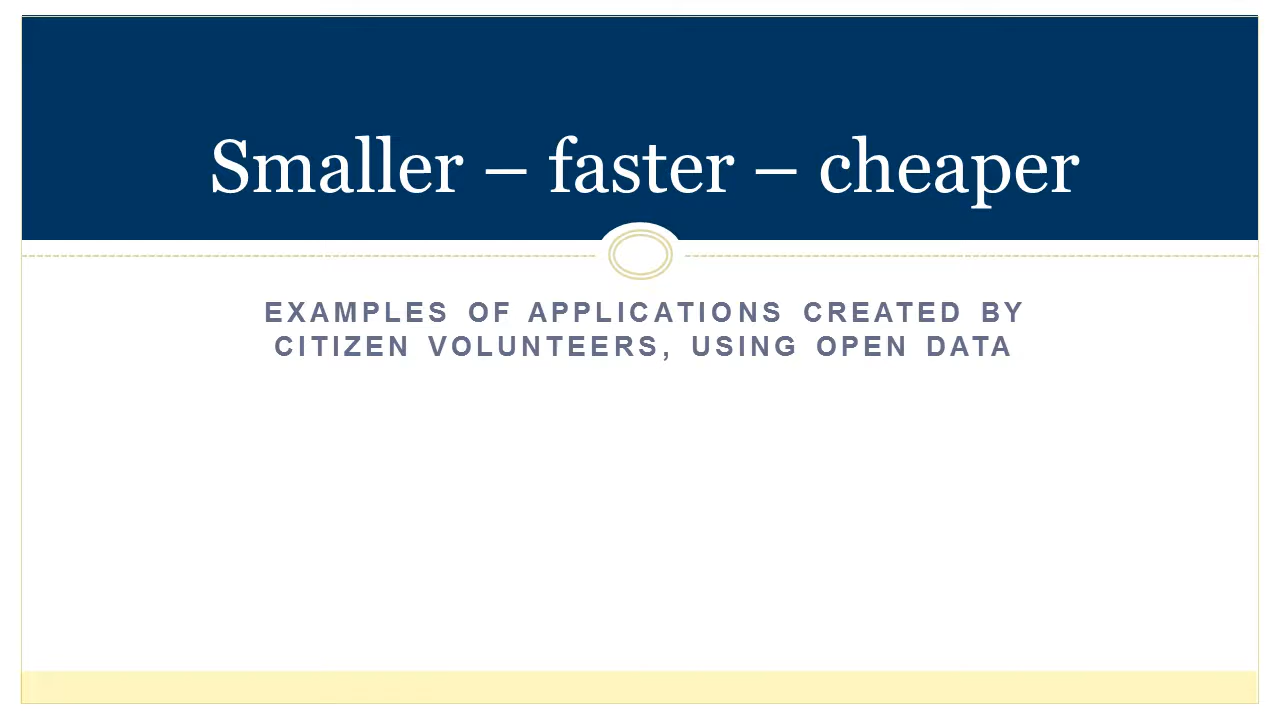 Smaller – faster – cheaper
EXAMPLES OF APPLICATIONS CREATED BY
CITIZEN VOLUNTEERS, USING OPEN DATA